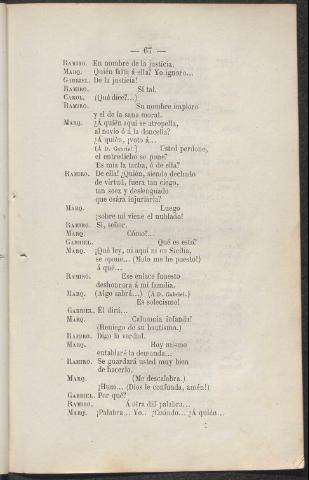 — 67 —
RAMIRO. En nombre de la justicia.
MARQ. Quién falta á ella? Yo ignoro...
GABRIEL. De la justicia!
RAMIRO. Sí tal.
CAROL. (Qué dice?...)
RAMIRO. Su nombre imploro
y el de la sana moral.
MARQ. ¿A quién aquí se atropella,
al novio ó á la doncella?
¿A quién, ¡voto á...
(Á D. Gabriel.) Usted perdone,
el entredicho se pone?
Es mia la tacha, ó de ella?
RAMIRO. De ella! ¿Quién, siendo dechado
de virtud, fuera tan ciego,
tan soez y deslenguado
que osára injuriarla?
MARQ. Luego
¡sobre mí viene el nublado!
RAMIRO. Sí, señor.
MARQ. Cómo!...
GABRIEL. Qué es esto?
MARQ. ¿Qué ley, ni aquí ni en Sicilia,
se opone... (Malo me he puesto!)
á qué...
RAMIRO. Ese enlace funesto
deshonrára á mi familia.
MARQ. (Algo sabrá...) (Á D. Gabriel.)
Es solecismo!
GABRIEL. Él dirá...
MARQ. Calumnia infanda!
(Reniego de su bautismo.)
RAMIRO. Digo la verdad.
MARQ. Hoy mismo
entablará la demanda...
RAMIRO. Se guardará usted muy bien
de hacerlo.
MARQ. (Me descalabra.)
¡Hum... (Dios le confunda, amén!)
GABRIEL. Por qué?
RAMIRO. Á otra diÓ palabra...
MARQ. ¡Palabra... Yo.. ¿Cuándo... ¿Á quién...